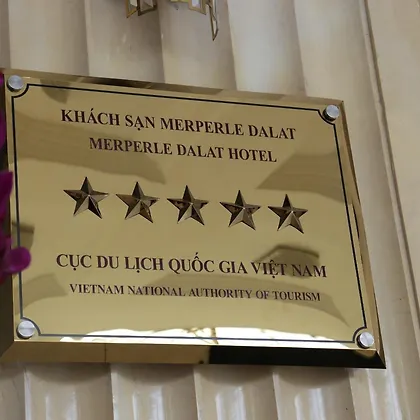 KHÁCH SẠN MERPERLE DALAT
MERPERLE DALAT HOTEL
CỤC DU LỊCH QUỐC GIA VIỆT NAM
VIETNAM NATIONAL AUTHORITY OF TOURISM